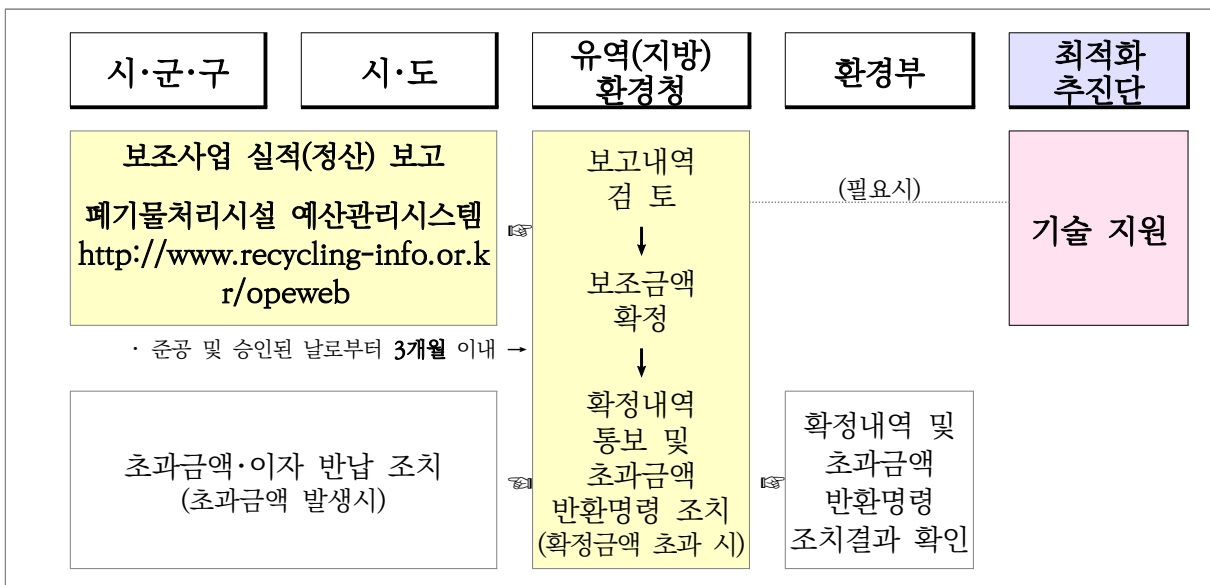 시·군·구
시·도
유역(지방)
환경청
환경부
최적화
추진단
보조사업 실적(정산) 보고
폐기물처리시설 예산관리시스템
http://www.recycling-info.or.k
r/opeweb
☞
보고내역
검 토
↓
보조금액
확정
↓
확정내역
통보 및
초과금액
반환명령 조치
(확정금액 초과 시)
(필요시)
기술 지원
· 준공 및 승인된 날로부터 3개월 이내 →
초과금액·이자 반납 조치
(초과금액 발생시)
☜
☞
확정내역 및
초과금액
반환명령
조치결과 확인